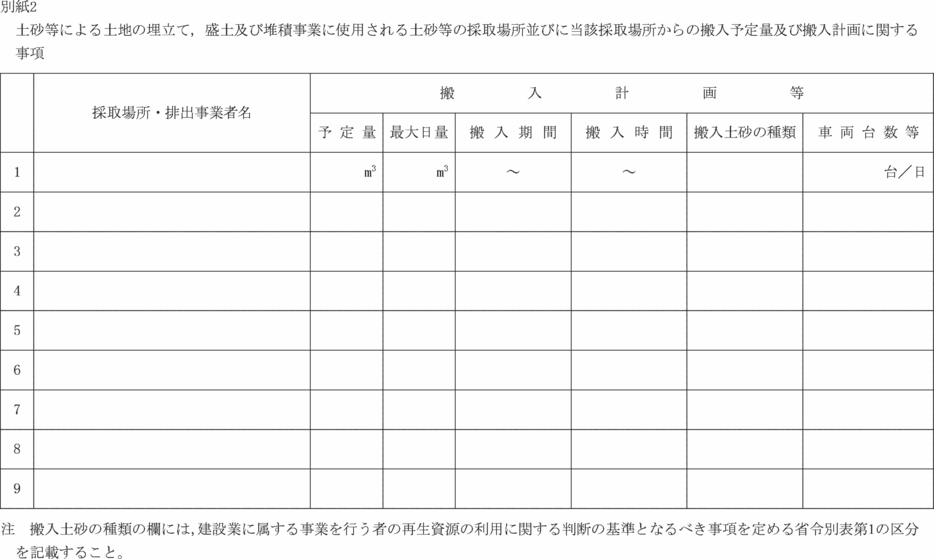 別紙2
土砂等による土地の埋立て，盛土及び堆積事業に使用される土砂等の採取場所並びに当該採取場所からの搬入予定量及び搬入計画に関する
事項
採取場所・排出事業者名
搬入計画等
予定量 最大日量 搬入期間 搬入時間 搬入土砂の種類 車両台数等
1 m³ m³ ～ ～ 台／日
2
3
4
5
6
7
8
9
注　搬入土砂の種類の欄には，建設業に属する事業を行う者の再生資源の利用に関する判断の基準となるべき事項を定める省令別表第1の区分
を記載すること。